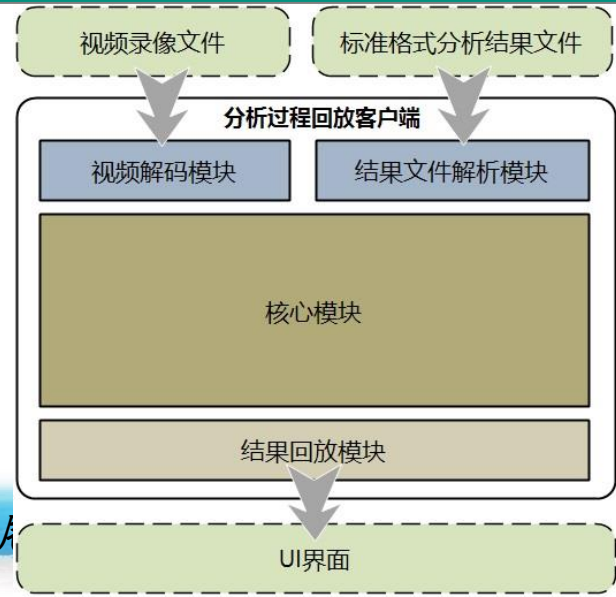 视频录像文件
标准格式分析结果文件
分析过程回放客户端
视频解码模块
结果文件解析模块
核心模块
结果回放模块
UI界面